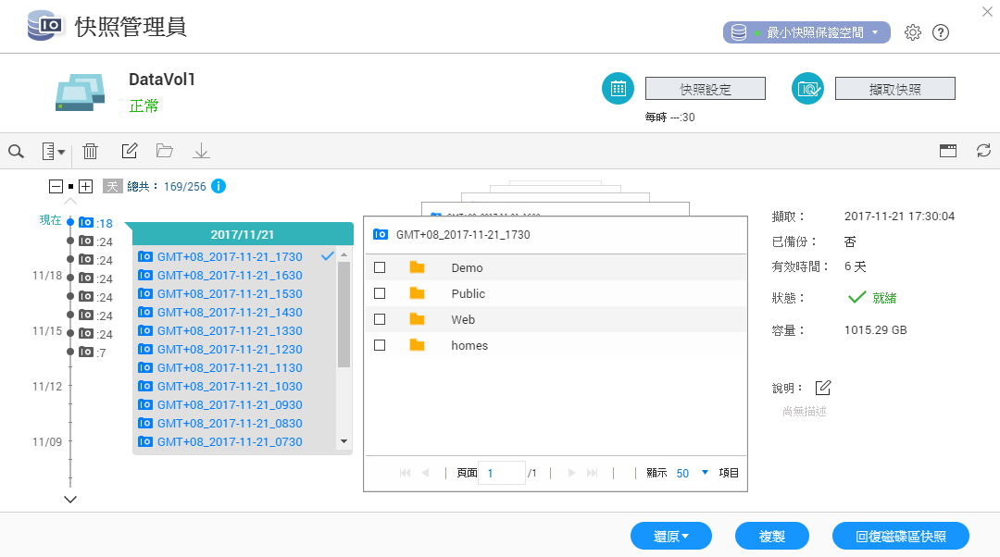 快照管理員
最小快照保證空間
DataVol1
正常
快照設定
擷取快照
每時 ---:30
天 總共： 169/256
現在 :18
:24
:24
11/18 :24
:24
:24
11/15 :24
:7
11/12
11/09
2017/11/21
GMT+08_2017-11-21_1730
GMT+08_2017-11-21_1630
GMT+08_2017-11-21_1530
GMT+08_2017-11-21_1430
GMT+08_2017-11-21_1330
GMT+08_2017-11-21_1230
GMT+08_2017-11-21_1130
GMT+08_2017-11-21_1030
GMT+08_2017-11-21_0930
GMT+08_2017-11-21_0830
GMT+08_2017-11-21_0730
GMT+08_2017-11-21_1730
Demo
Public
Web
homes
頁面 1 /1 顯示 50 項目
擷取： 2017-11-21 17:30:04
已備份： 否
有效時間： 6 天
狀態： 就緒
容量： 1015.29 GB
說明：
尚無描述
還原
複製
回復磁碟區快照